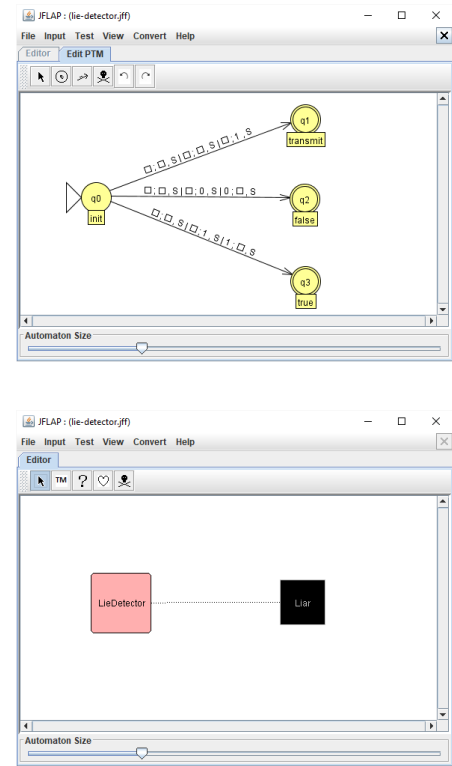 JFLAP : (lie-detector.jff)
File Input Test View Convert Help
Editor Edit PTM
q1
transmit
□;□,S|□;□,S|□;1,S
q0
init
□;□,S|□;0,S|0;□,S
q2
false
□;□,S|□;1,S|1;□,S
q3
true
Automaton Size
JFLAP : (lie-detector.jff)
File Input Test View Convert Help
Editor
TM ?
LieDetector
Liar
Automaton Size